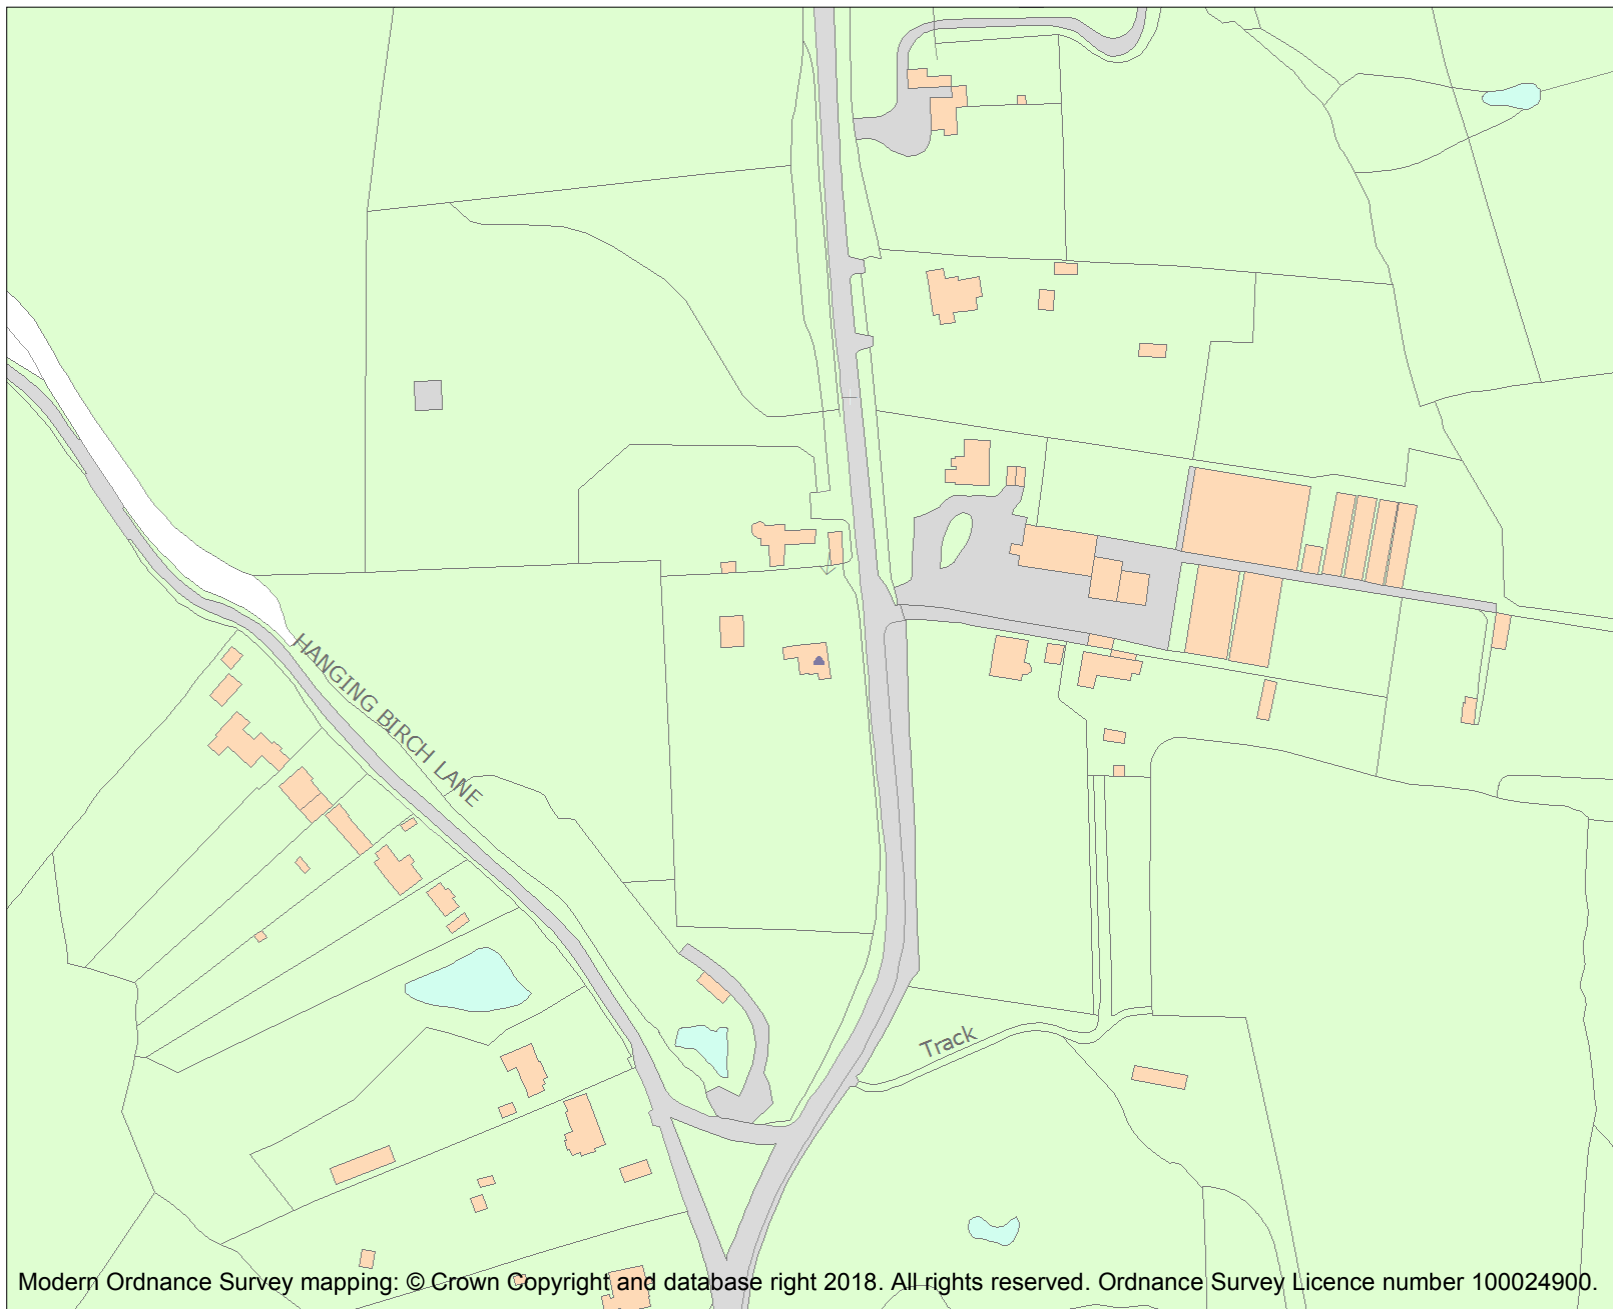 HANGING BIRCH LANE
Track
Modern Ordnance Survey mapping: © Crown Copyright and database right 2018. All rights reserved. Ordnance Survey Licence number 100024900.